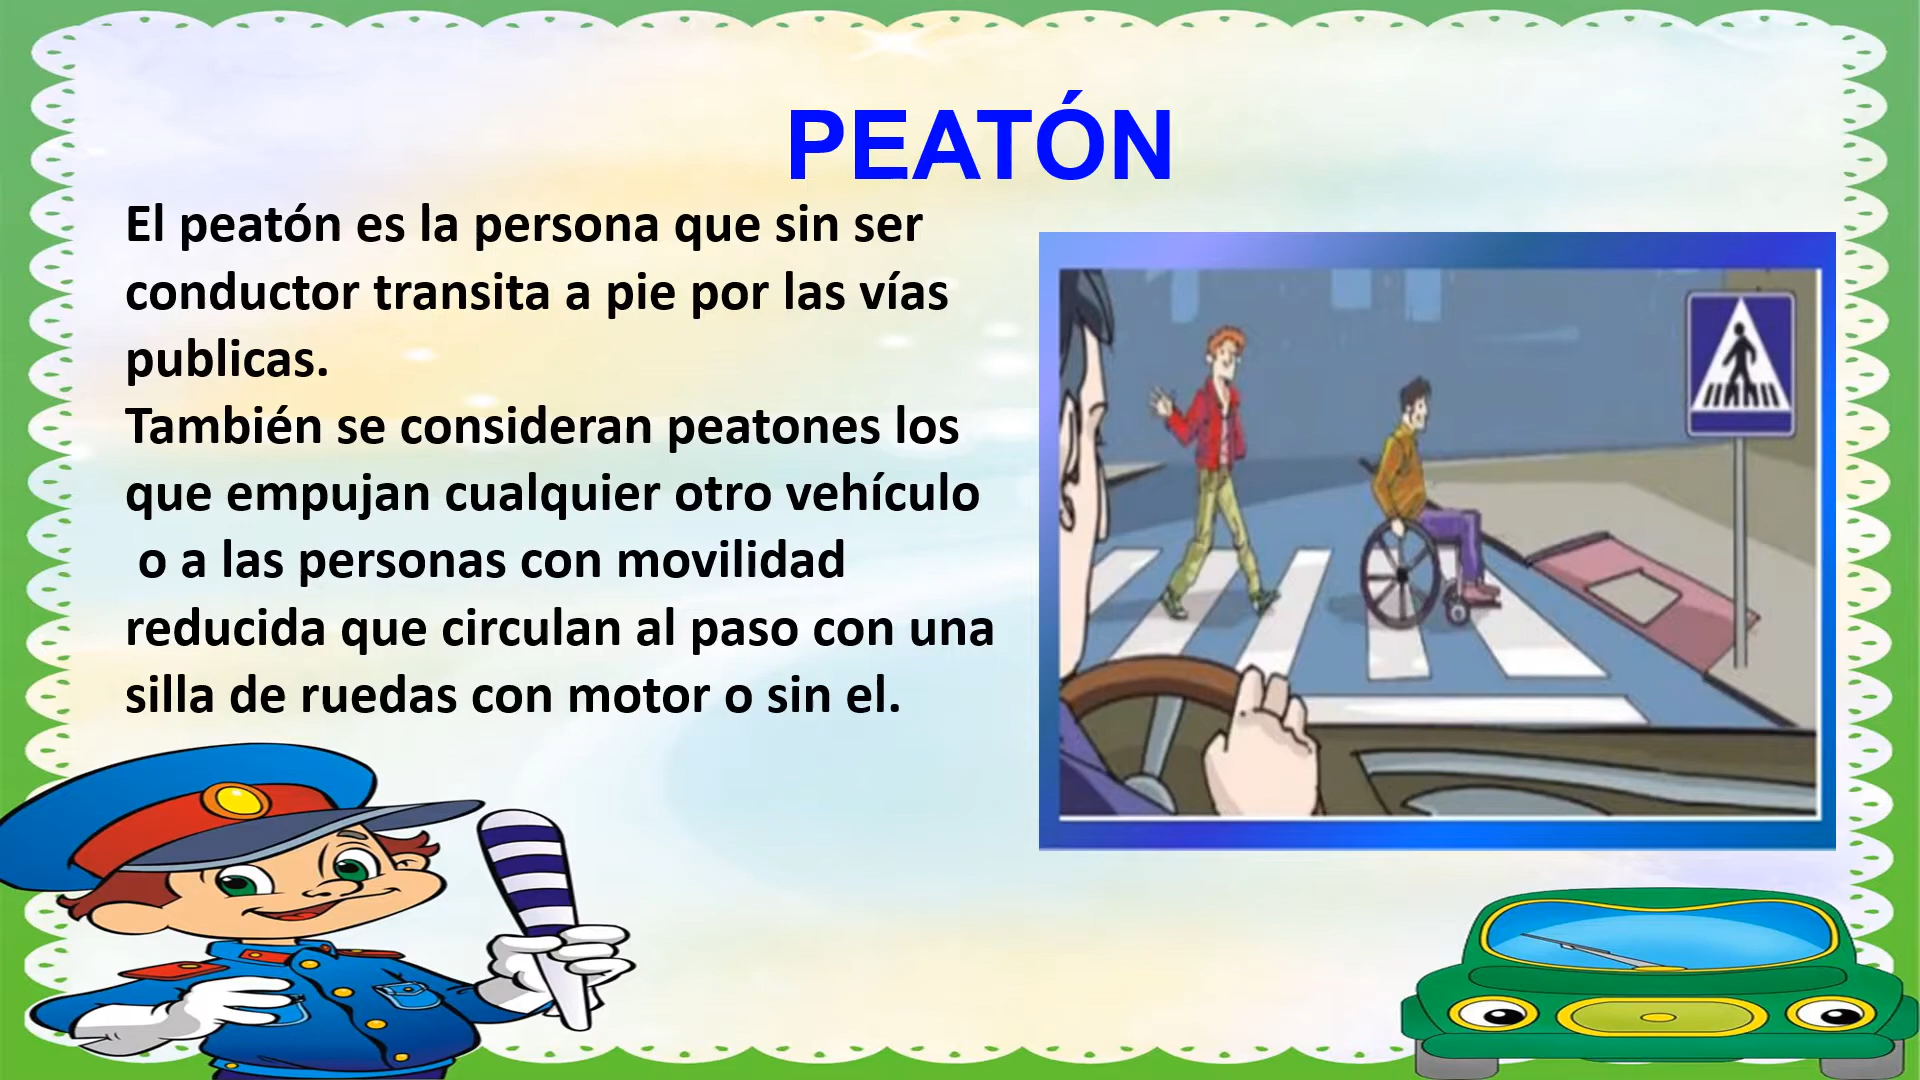 PEATÓN
El peatón es la persona que sin ser
conductor transita a pie por las vías
publicas.
También se consideran peatones los
que empujan cualquier otro vehículo
o a las personas con movilidad
reducida que circulan al paso con una
silla de ruedas con motor o sin el.